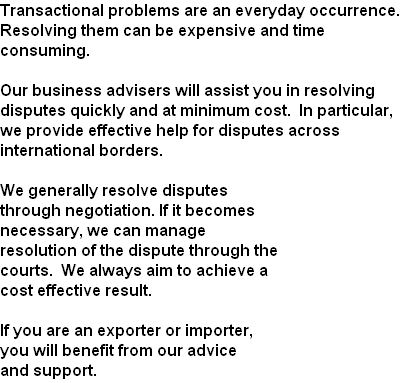 Transactional problems are an everyday occurrence.
Resolving them can be expensive and time
consuming.

Our business advisers will assist you in resolving
disputes quickly and at minimum cost.  In particular,
we provide effective help for disputes across
international borders.

We generally resolve disputes
through negotiation. If it becomes
necessary, we can manage
resolution of the dispute through the
courts.  We always aim to achieve a
cost effective result.

If you are an exporter or importer,
you will benefit from our advice
and support.